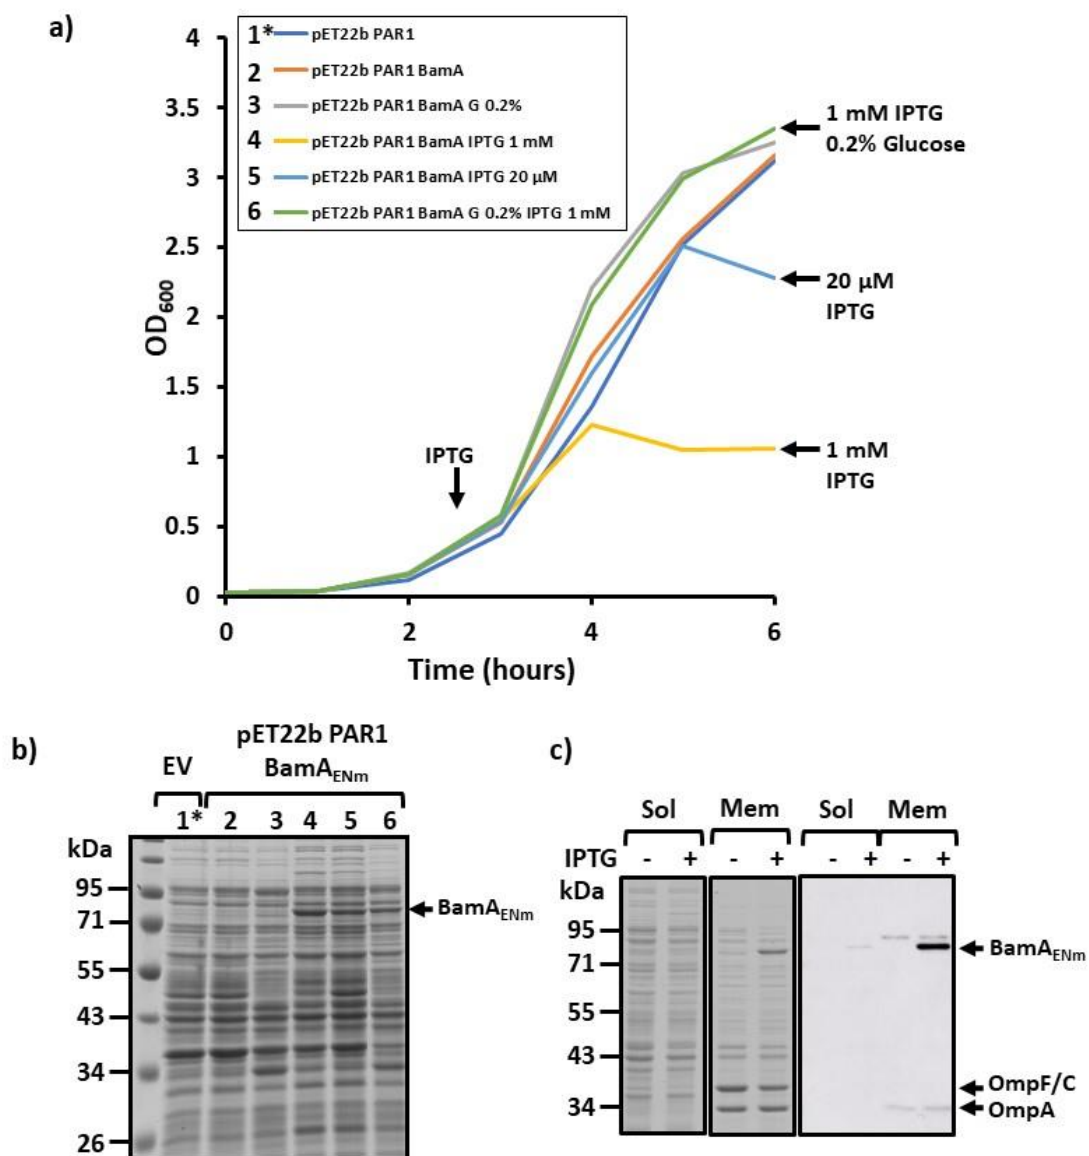 a)
4
3.5
3
2.5
2
1.5
1
0.5
0
OD600
1* pET22b PAR1
2 pET22b PAR1 BamA
3 pET22b PAR1 BamA G 0.2%
4 pET22b PAR1 BamA IPTG 1 mM
5 pET22b PAR1 BamA IPTG 20 µM
6 pET22b PAR1 BamA G 0.2% IPTG 1 mM
1 mM IPTG
0.2% Glucose
20 µM
IPTG
1 mM
IPTG
IPTG
0 2 4 6
Time (hours)
b)
pET22b PAR1
EV BamAENm
1* 2 3 4 5 6
kDa
95
71
55
43
34
26
BamAENm
c)
Sol Mem Sol Mem
IPTG - + - + - + - +
kDa
95
71
55
43
34
BamAENm
OmpF/C
OmpA